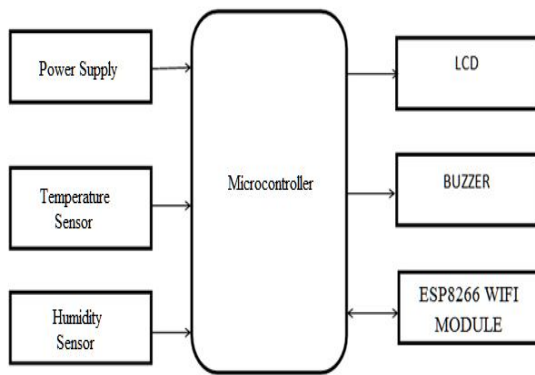 Power Supply
Temperature
Sensor
Humidity
Sensor
Microcontroller
LCD
BUZZER
ESP8266 WIFI
MODULE